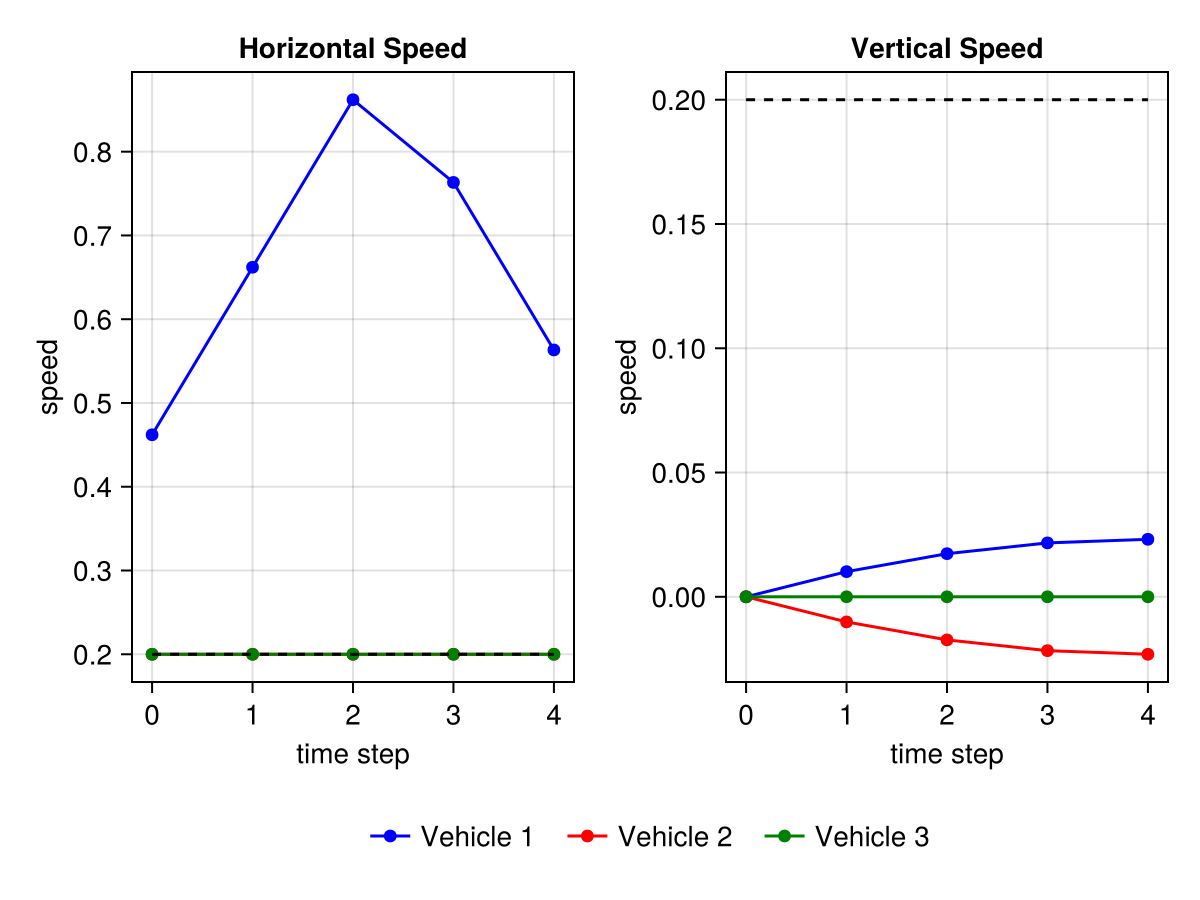 Horizontal Speed
0.8
0.7
0.6
0.5
0.4
0.3
0.2
speed
0 1 2 3 4
time step
Vertical Speed
0.20
0.15
0.10
0.05
0.00
speed
0 1 2 3 4
time step
Vehicle 1 Vehicle 2 Vehicle 3